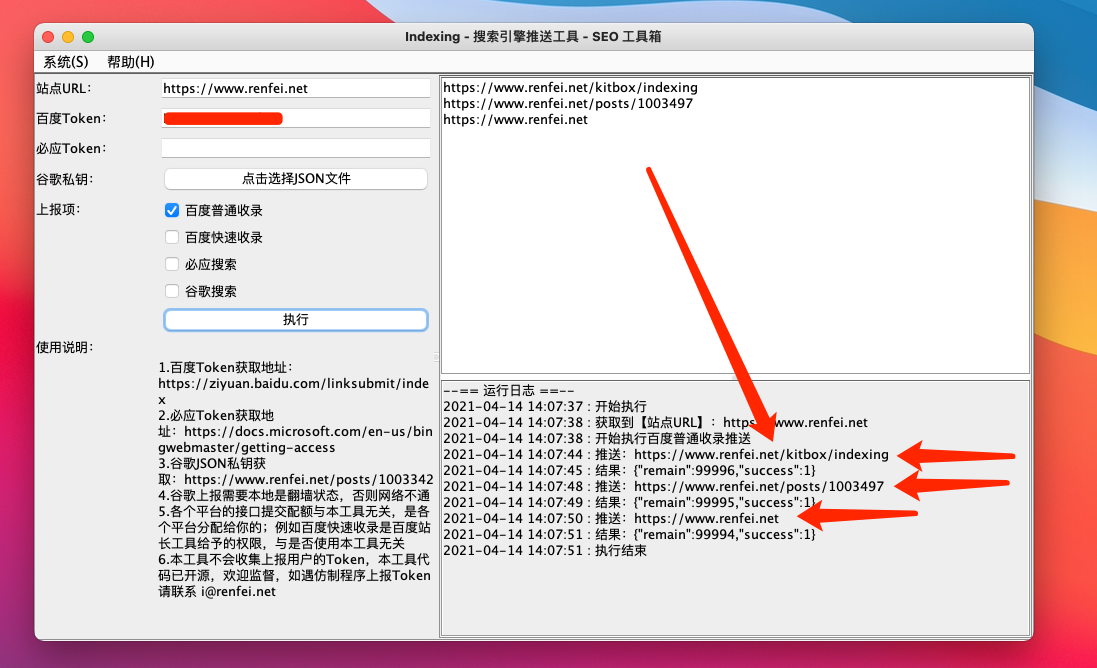 Indexing - 搜索引擎推送工具 - SEO 工具箱
系统(S) 帮助(H)
站点URL: https://www.renfei.net
百度Token:
必应Token:
谷歌私钥: 点击选择JSON文件
上报项: 百度普通收录
百度快速收录
必应搜索
谷歌搜索
执行
使用说明:
1.百度Token获取地址:
https://ziyuan.baidu.com/linksubmit/inde
x
2.必应Token获取地
址: https://docs.microsoft.com/en-us/bin
gwebmaster/getting-access
3.谷歌JSON私钥获
取: https://www.renfei.net/posts/1003342
4.谷歌上报需要本地是翻墙状态，否则网络不通
5.各个平台的接口提交配额与本工具无关，是各
个平台分配给你的；例如百度快速收录是百度站
长工具给予的权限，与是否使用本工具无关
6.本工具不会收集上报用户的Token，本工具代
码已开源，欢迎监督，如遇仿制程序上报Token
请联系 i@renfei.net
https://www.renfei.net/kitbox/indexing
https://www.renfei.net/posts/1003497
https://www.renfei.net
--== 运行日志 ==--
2021-04-14 14:07:37 : 开始执行
2021-04-14 14:07:38 : 获取到【站点URL】: https://www.renfei.net
2021-04-14 14:07:38 : 开始执行百度普通收录推送
2021-04-14 14:07:44 : 推送: https://www.renfei.net/kitbox/indexing
2021-04-14 14:07:45 : 结果: {"remain":99996,"success":1}
2021-04-14 14:07:48 : 推送: https://www.renfei.net/posts/1003497
2021-04-14 14:07:49 : 结果: {"remain":99995,"success":1}
2021-04-14 14:07:50 : 推送: https://www.renfei.net
2021-04-14 14:07:51 : 结果: {"remain":99994,"success":1}
2021-04-14 14:07:51 : 执行结束